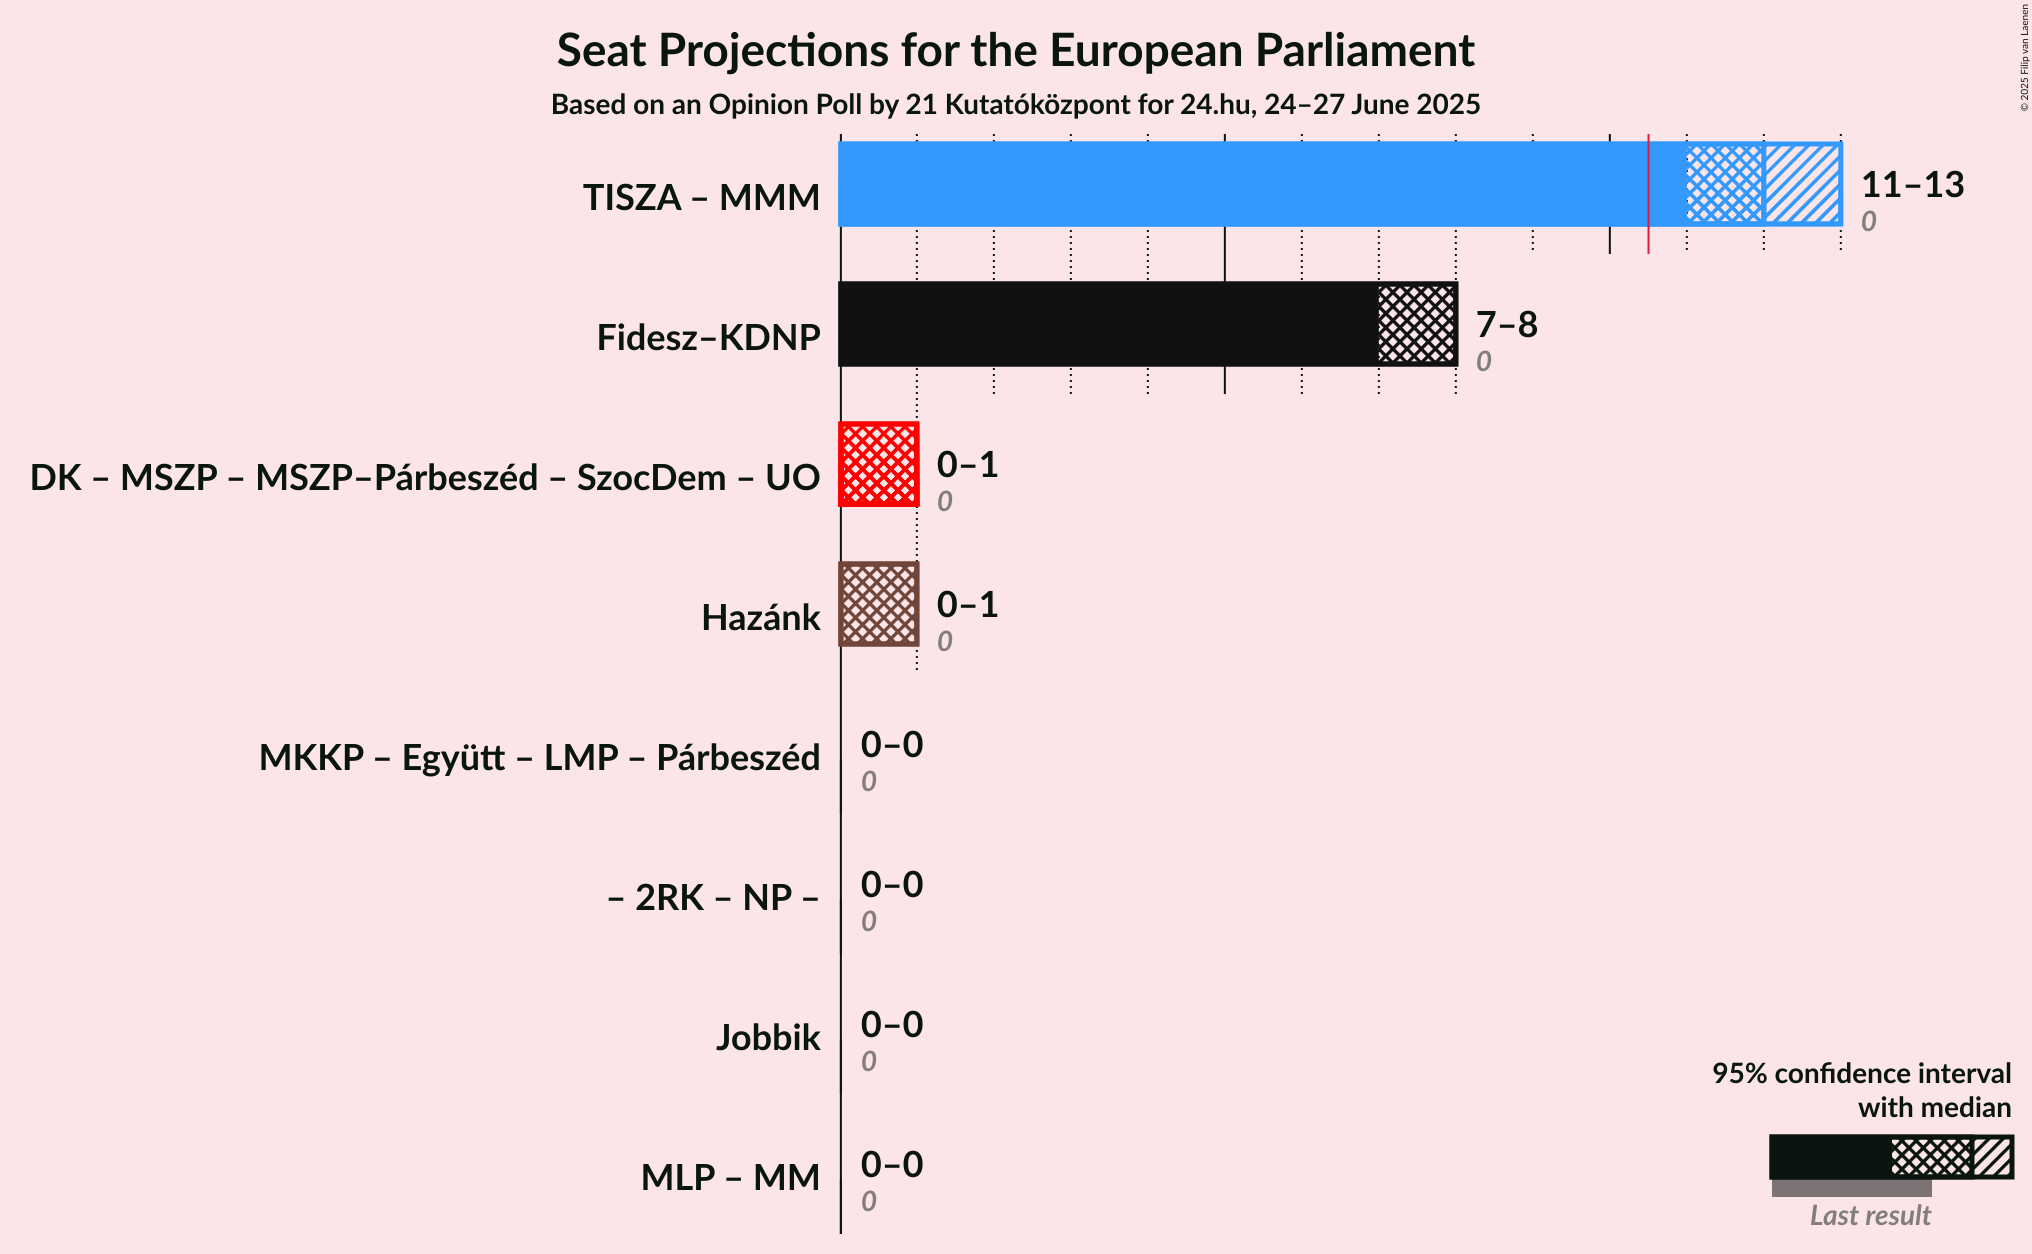 Seat Projections for the European Parliament
Based on an Opinion Poll by 21 Kutatóközpont for 24.hu, 24–27 June 2025
© 2025 Filip van Laenen
TISZA – MMM
11–13
0
Fidesz–KDNP
7–8
0
DK – MSZP – MSZP–Párbeszéd – SzocDem – UO
0–1
0
Hazánk
0–1
0
MKKP – Együtt – LMP – Párbeszéd
0–0
0
– 2RK – NP –
0–0
0
Jobbik
0–0
0
MLP – MM
0–0
0
95% confidence interval
with median
Last result